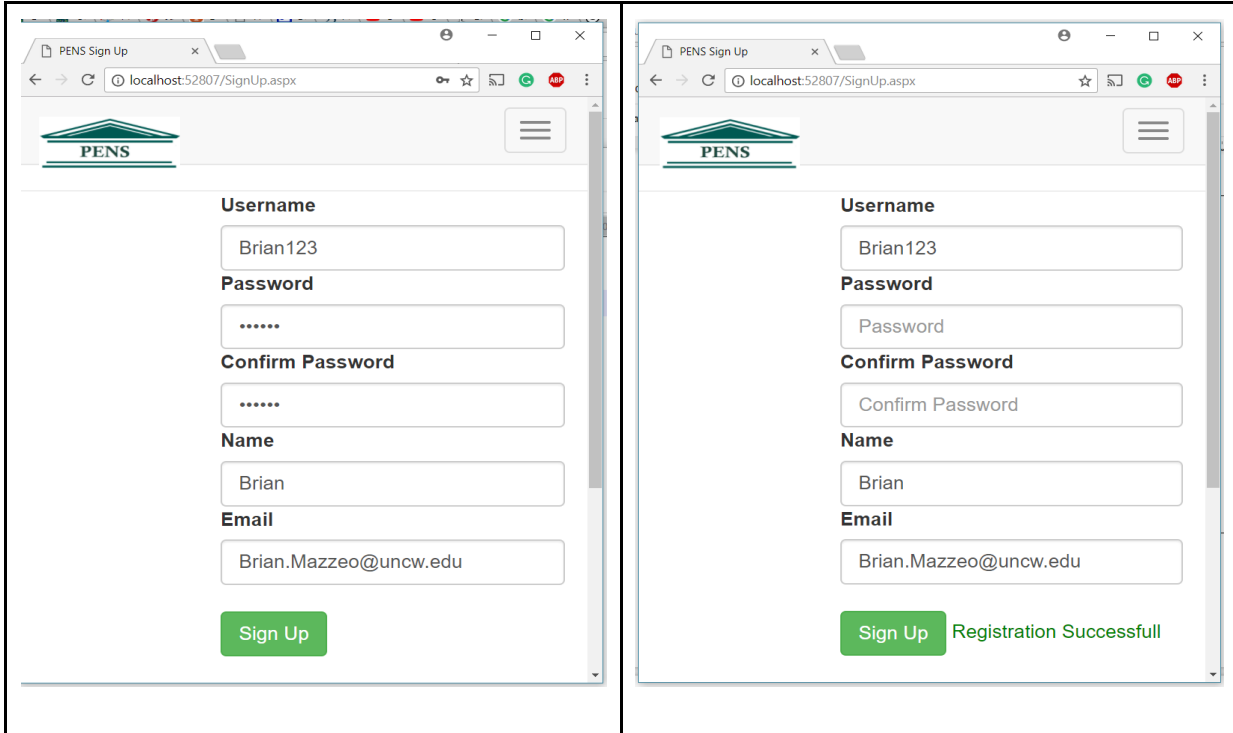 PENS Sign Up
localhost:52807/SignUp.aspx
ABP
PENS
Username
Brian123
Password
••••••
Confirm Password
••••••
Name
Brian
Email
Brian.Mazzeo@uncw.edu
Sign Up
PENS Sign Up
localhost:52807/SignUp.aspx
ABP
PENS
Username
Brian123
Password
Password
Confirm Password
Confirm Password
Name
Brian
Email
Brian.Mazzeo@uncw.edu
Sign Up Registration Successfull